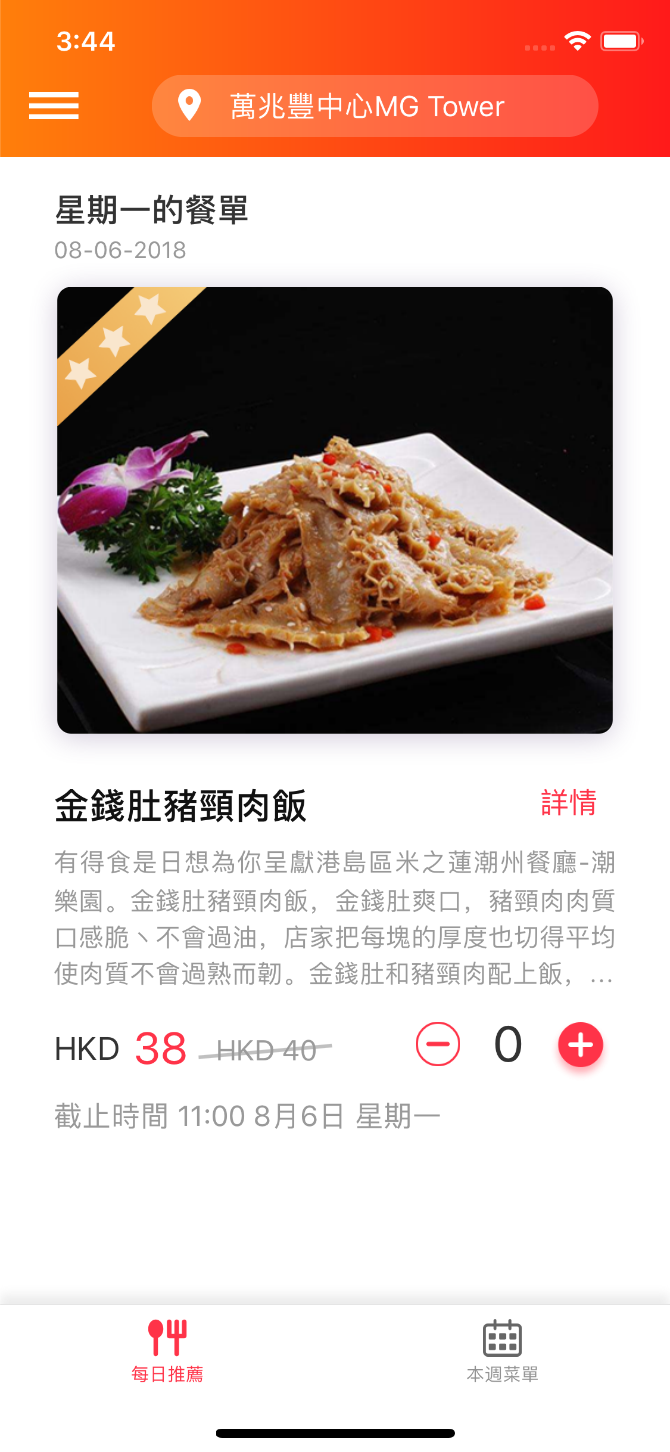 3:44
萬兆豐中心MG Tower
星期一的餐單
08-06-2018
金錢肚豬頸肉飯
詳情
有得食是日想為你呈獻港島區米之蓮潮州餐廳-潮
樂園。金錢肚豬頸肉飯，金錢肚爽口，豬頸肉肉質
口感脆丶不會過油，店家把每塊的厚度也切得平均
使肉質不會過熟而韌。金錢肚和豬頸肉配上飯，...
HKD 38 HKD 40
0
截止時間 11:00 8月6日 星期一
每日推薦
本週菜單